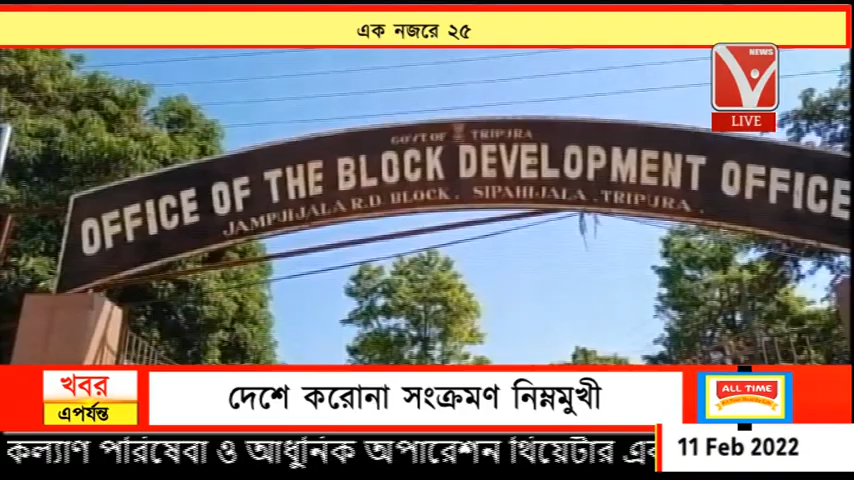 এক নজরে ২৫
NEWS
V
LIVE
GOVT OF TRIPURA
OFFICE OF THE BLOCK DEVELOPMENT OFFICE
JAMPUIJALA R.D. BLOCK. SIPAHIJALA . TRIPURA .
খবর
এপর্যন্ত
দেশে করোনা সংক্রমণ নিম্নমুখী
ALL TIME
কল্যাণ পরিষেবা ও আধুনিক অপারেশন থিয়েটার
11 Feb 2022